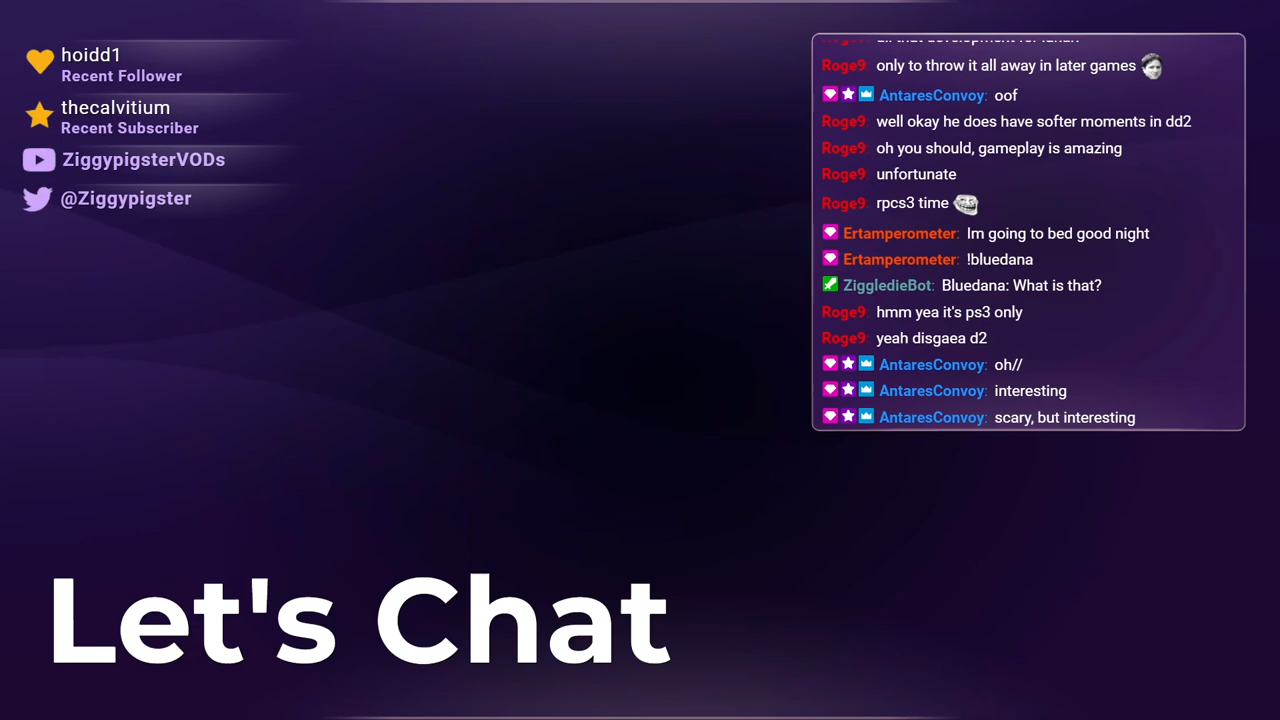 hoidd1
Recent Follower
thecalvitium
Recent Subscriber
ZiggypigsterVODs
@Ziggypigster
Roge9: only to throw it all away in later games
AntaresConvoy: oof
Roge9: well okay he does have softer moments in dd2
Roge9: oh you should, gameplay is amazing
Roge9: unfortunate
Roge9: rpcs3 time
Ertamperometer: Im going to bed good night
Ertamperometer: !bluedana
ZiggledieBot: Bluedana: What is that?
Roge9: hmm yea it's ps3 only
Roge9: yeah disgaea d2
AntaresConvoy: oh//
AntaresConvoy: interesting
AntaresConvoy: scary, but interesting
Let's Chat